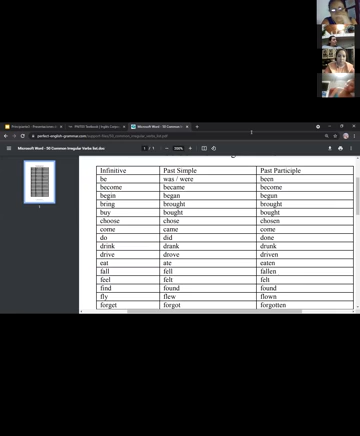 Microsoft Word - 50 Common Irregular Verbs list.doc
1 / 1
Infinitive Past Simple Past Participle
be was / were been
become became become
begin began begun
bring brought brought
buy bought bought
choose chose chosen
come came come
do did done
drink drank drunk
drive drove driven
eat ate eaten
fall fell fallen
feel felt felt
find found found
fly flew flown
forget forgot forgotten